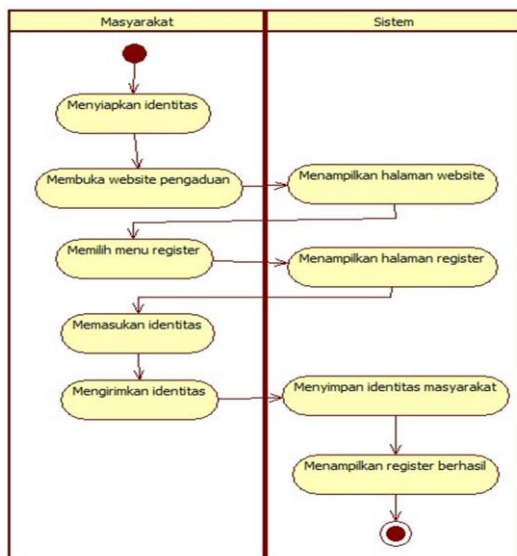 Masyarakat
Sistem
Menyiapkan identitas
Membuka website pengaduan
Menampilkan halaman website
Memilih menu register
Menampilkan halaman register
Memasukan identitas
Mengirimkan identitas
Menyimpan identitas masyarakat
Menampilkan register berhasil